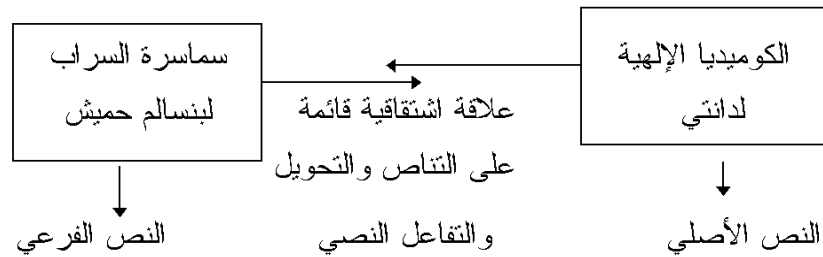 الكوميديا الإلهية
لدانتي
سماسرة السراب
لبنسالم حميش
علاقة اشتقاقية قائمة
على التناص والتحويل
والتفاعل النصي
النص الأصلي
النص الفرعي